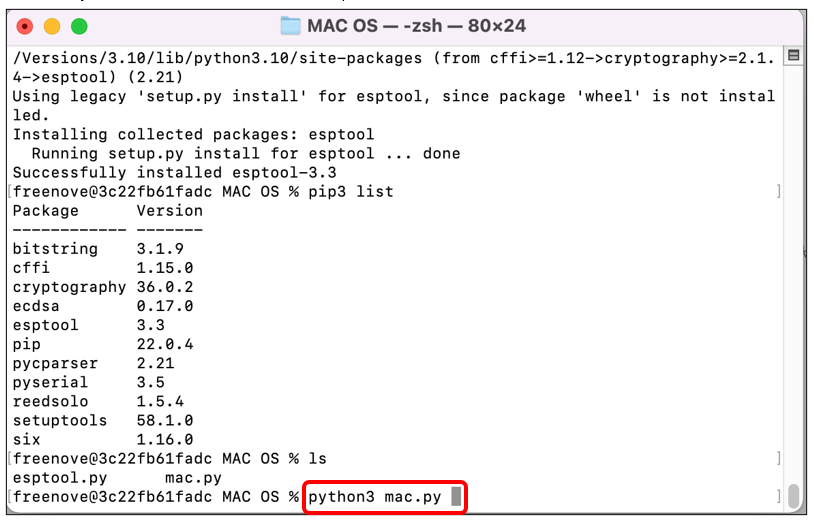 MAC OS — -zsh — 80×24
/Versions/3.10/lib/python3.10/site-packages (from cffi>=1.12->cryptography>=2.1.
4->esptool) (2.21)
Using legacy 'setup.py install' for esptool, since package 'wheel' is not instal
led.
Installing collected packages: esptool
  Running setup.py install for esptool ... done
Successfully installed esptool-3.3
[freenove@3c22fb61fadc MAC OS % pip3 list ]
Package      Version
------------ -------
bitstring    3.1.9
cffi         1.15.0
cryptography 36.0.2
ecdsa        0.17.0
esptool      3.3
pip          22.0.4
pycparser    2.21
pyserial     3.5
reedsolo     1.5.4
setuptools   58.1.0
six          1.16.0
[freenove@3c22fb61fadc MAC OS % ls ]
esptool.py      mac.py
[freenove@3c22fb61fadc MAC OS % python3 mac.py ]